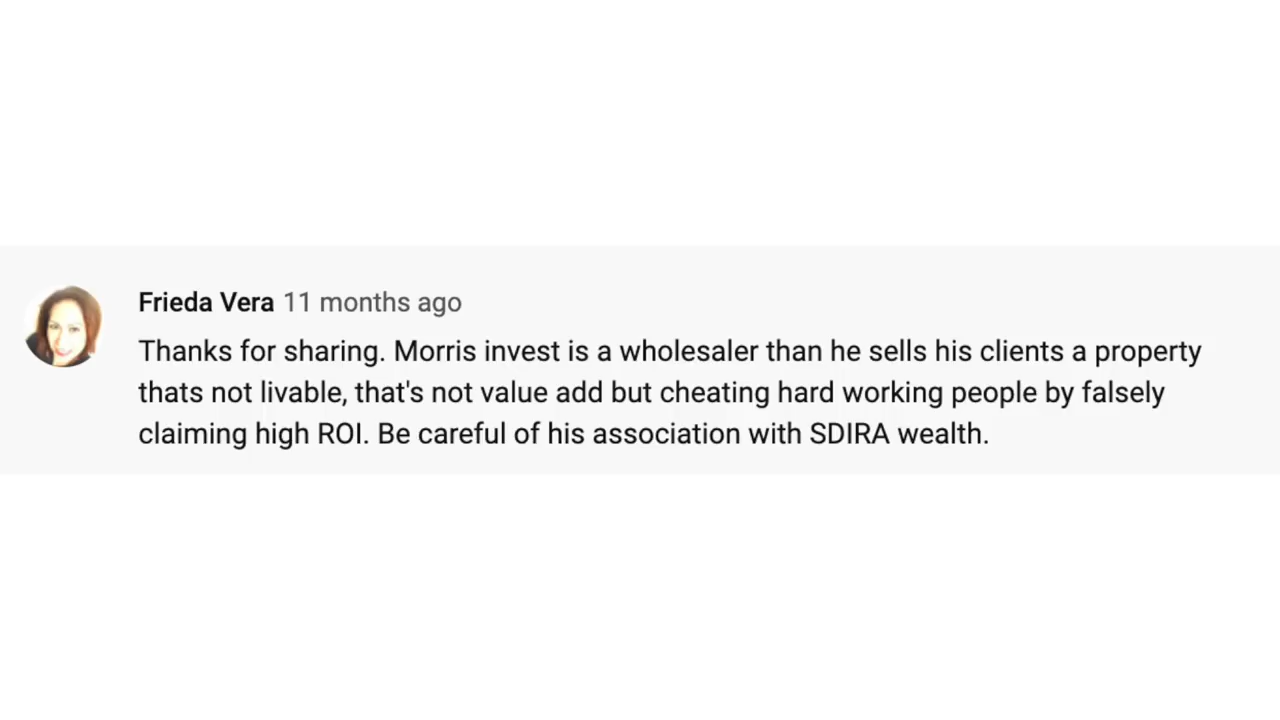 Frieda Vera 11 months ago
Thanks for sharing. Morris invest is a wholesaler than he sells his clients a property
thats not livable, that's not value add but cheating hard working people by falsely
claiming high ROI. Be careful of his association with SDIRA wealth.